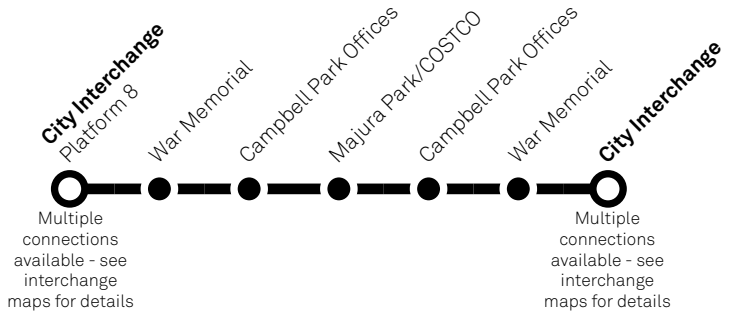 City Interchange
Platform 8
War Memorial
Campbell Park Offices
Majura Park/COSTCO
Campbell Park Offices
War Memorial
City Interchange
Multiple
connections
available - see
interchange
maps for details
Multiple
connections
available - see
interchange
maps for details